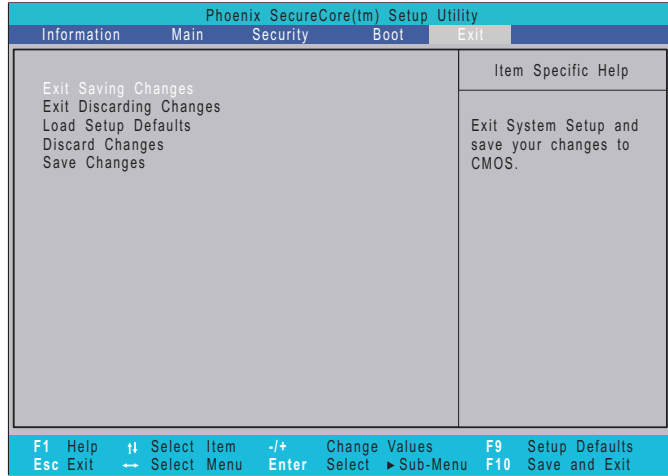 Phoenix SecureCore(tm) Setup Utility
Information Main Security Boot Exit
Item Specific Help
Exit Saving Changes
Exit Discarding Changes
Load Setup Defaults
Discard Changes
Save Changes
Exit System Setup and
save your changes to
CMOS.
F1 Help ↑↓ Select Item -/+ Change Values F9 Setup Defaults
Esc Exit ↔ Select Menu Enter Select ►Sub-Menu F10 Save and Exit